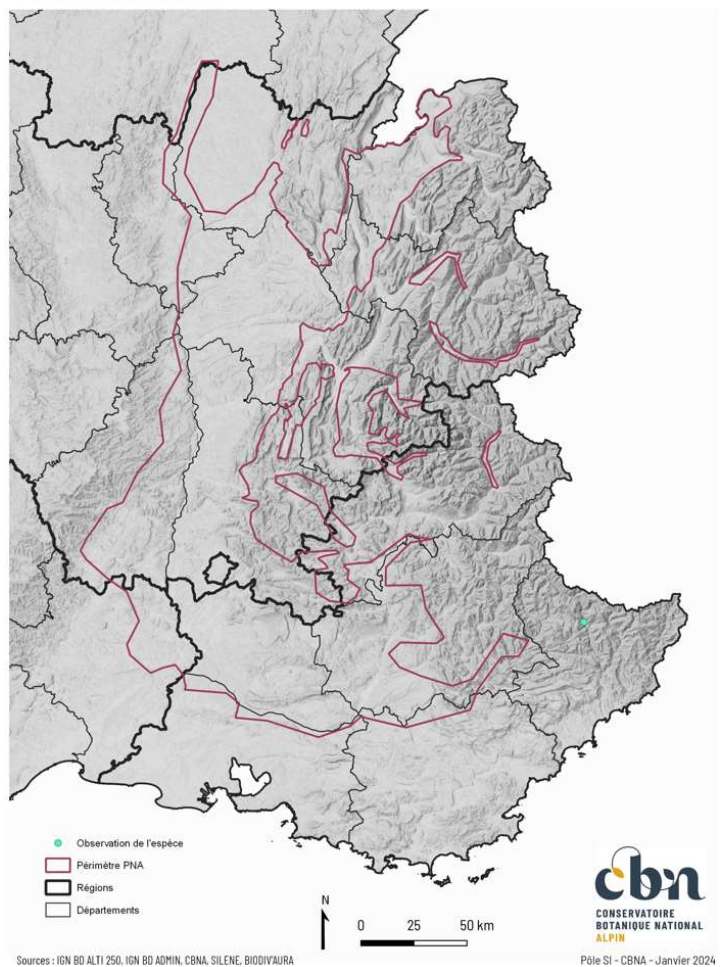 Observation de l'espèce
Périmètre PNA
Régions
Départements
N
0 25 50 km
cbn
CONSERVATOIRE
BOTANIQUE NATIONAL
ALPIN
Sources : IGN BD ALTI 250, IGN BD ADMIN, CBNA, SILENE, BIODIV'AURA
Pôle SI - CBNA - Janvier 2024